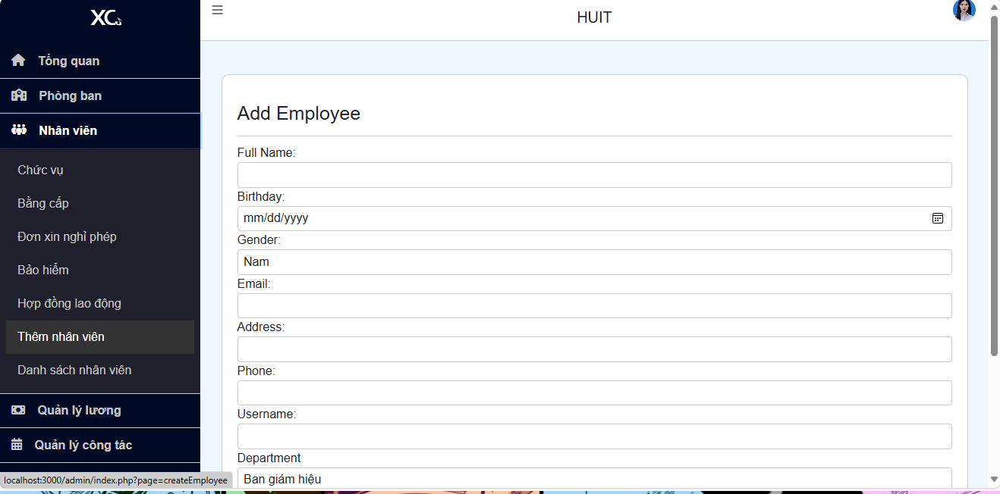 XC
HUIT
Tổng quan
Phòng ban
Nhân viên
Chức vụ
Bằng cấp
Đơn xin nghỉ phép
Bảo hiểm
Hợp đồng lao động
Thêm nhân viên
Danh sách nhân viên
Quản lý lương
Quản lý công tác
localhost:3000/admin/index.php?page=createEmployee
Add Employee
Full Name:
Birthday:
mm/dd/yyyy
Gender:
Nam
Email:
Address:
Phone:
Username:
Department
Ban giám hiệu